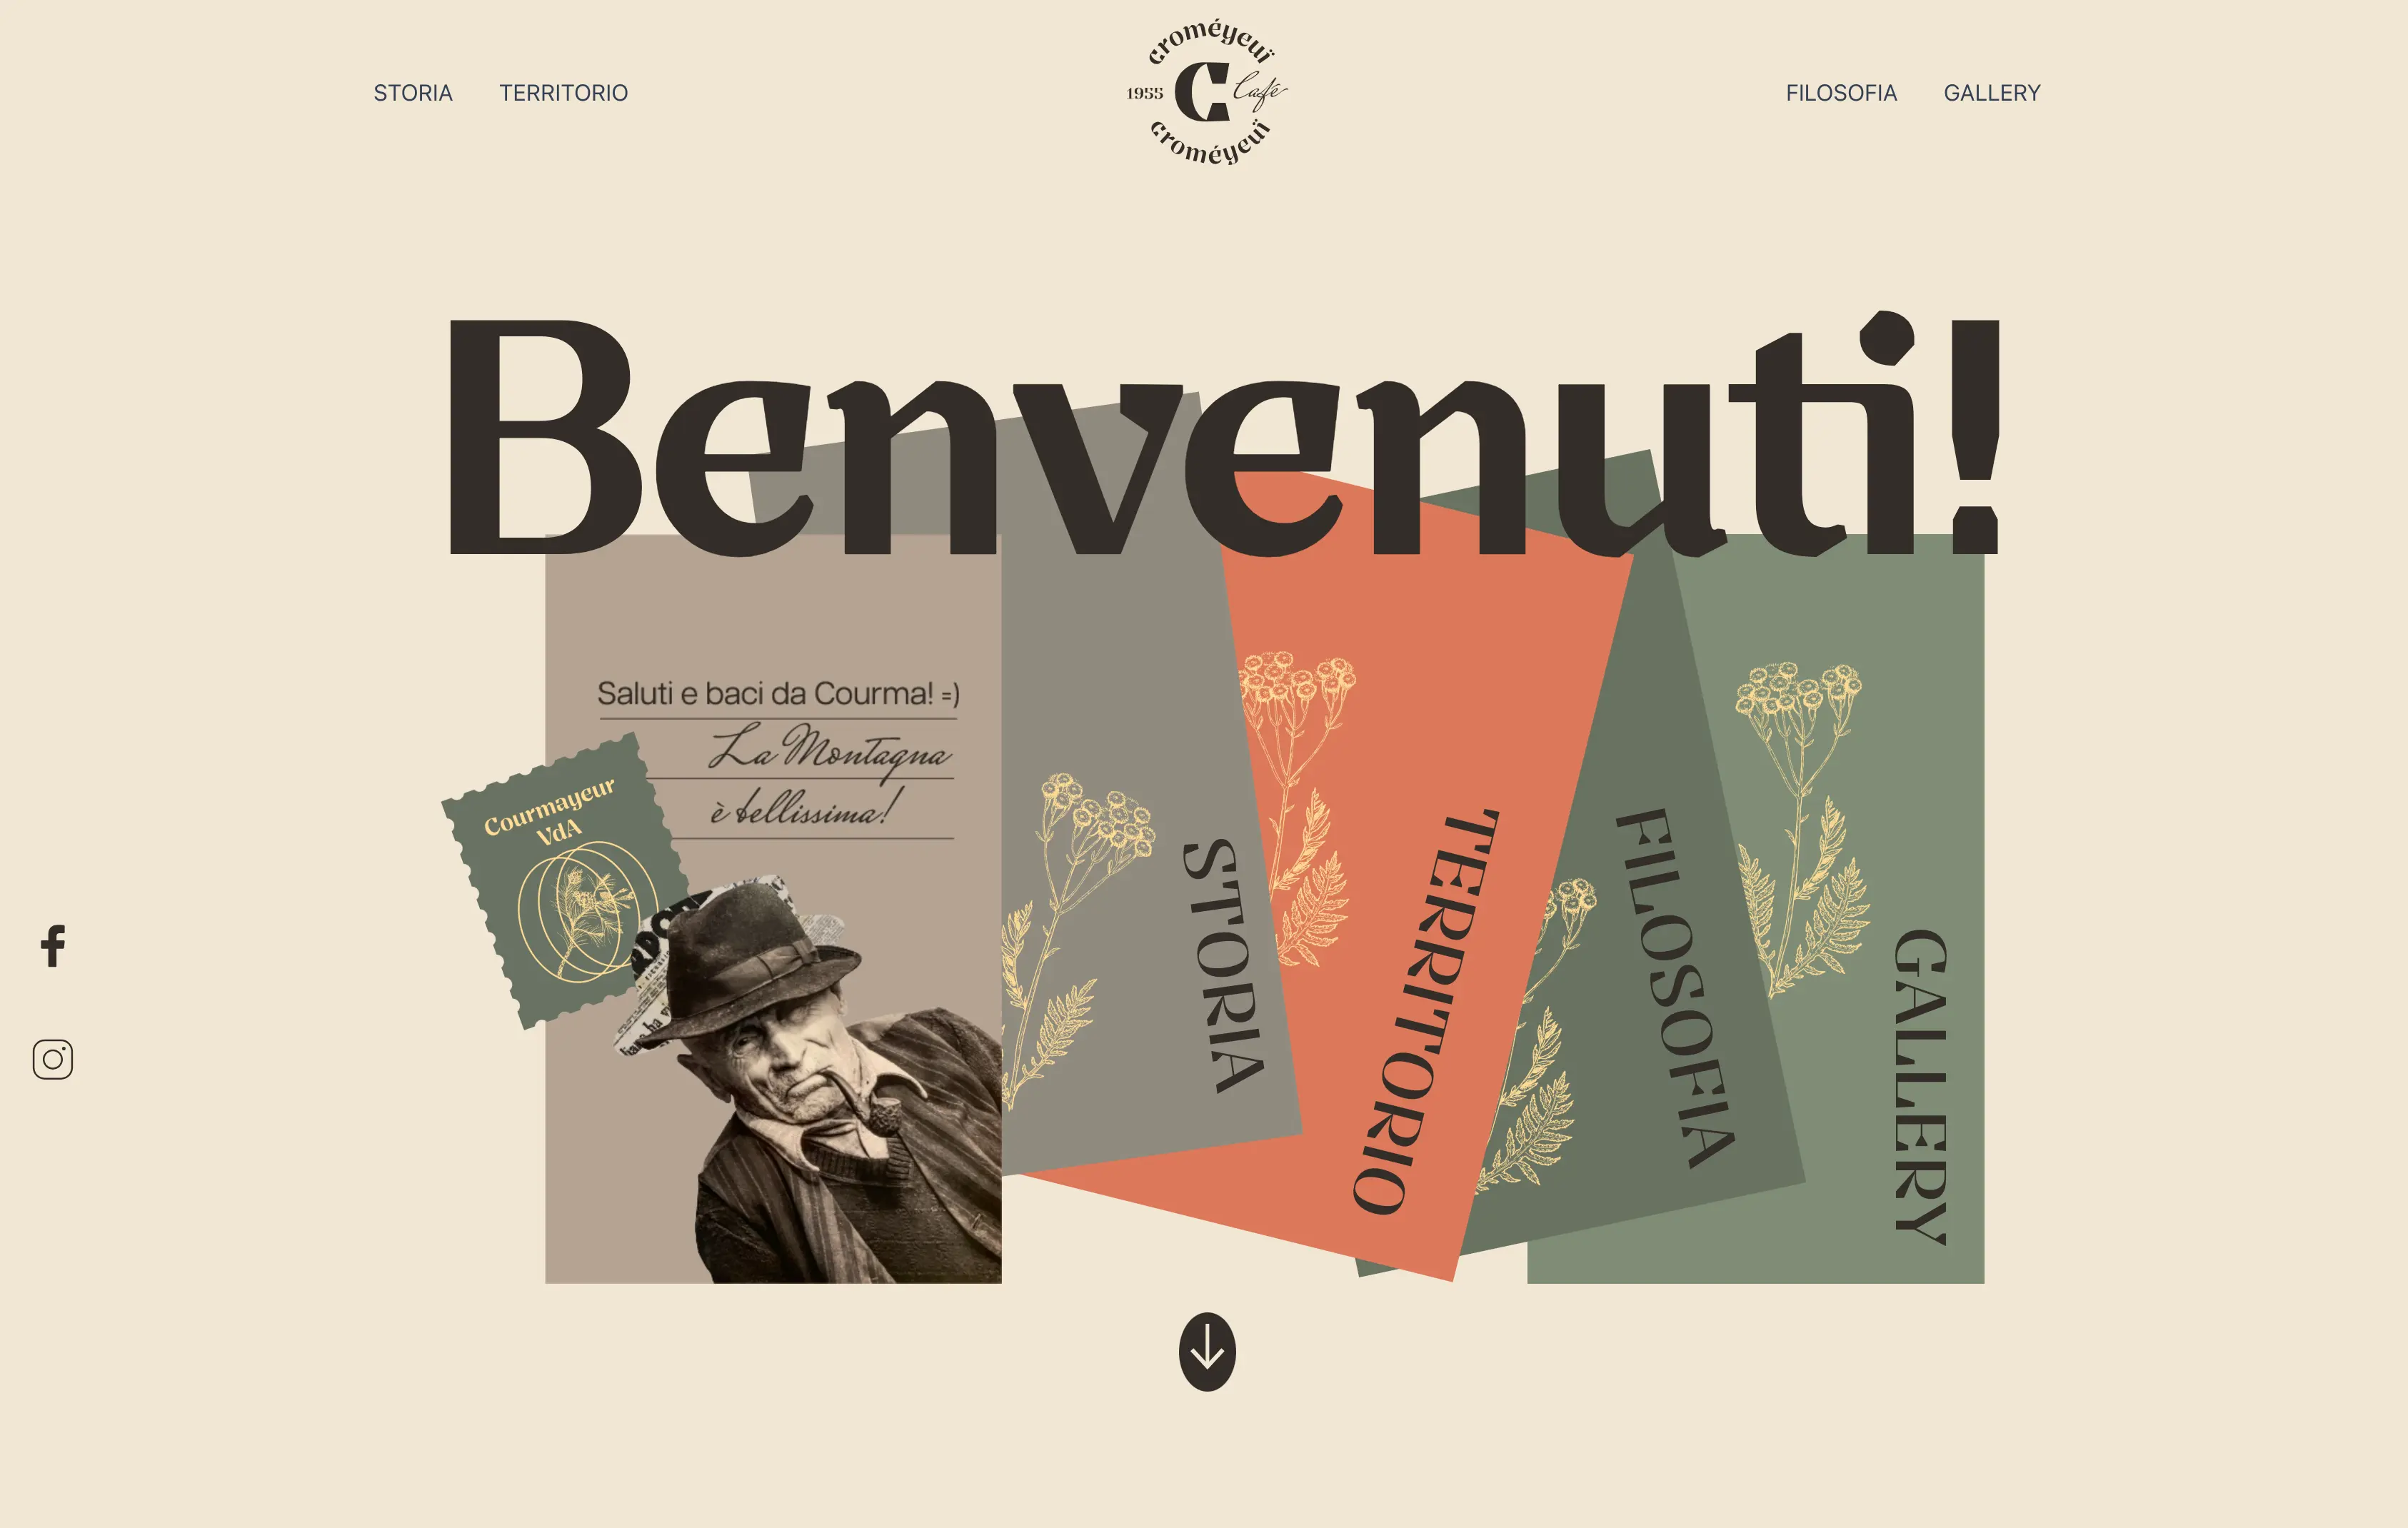 STORIA
TERRITORIO
croméyeuï
1955
C
Café
croméyeuï
FILOSOFIA
GALLERY
Benvenuti!
Saluti e baci da Courma! =)
La Montagna
è bellissima!
Courmayeur
VdA
STORIA
TERRITORIO
FILOSOFIA
GALLERY